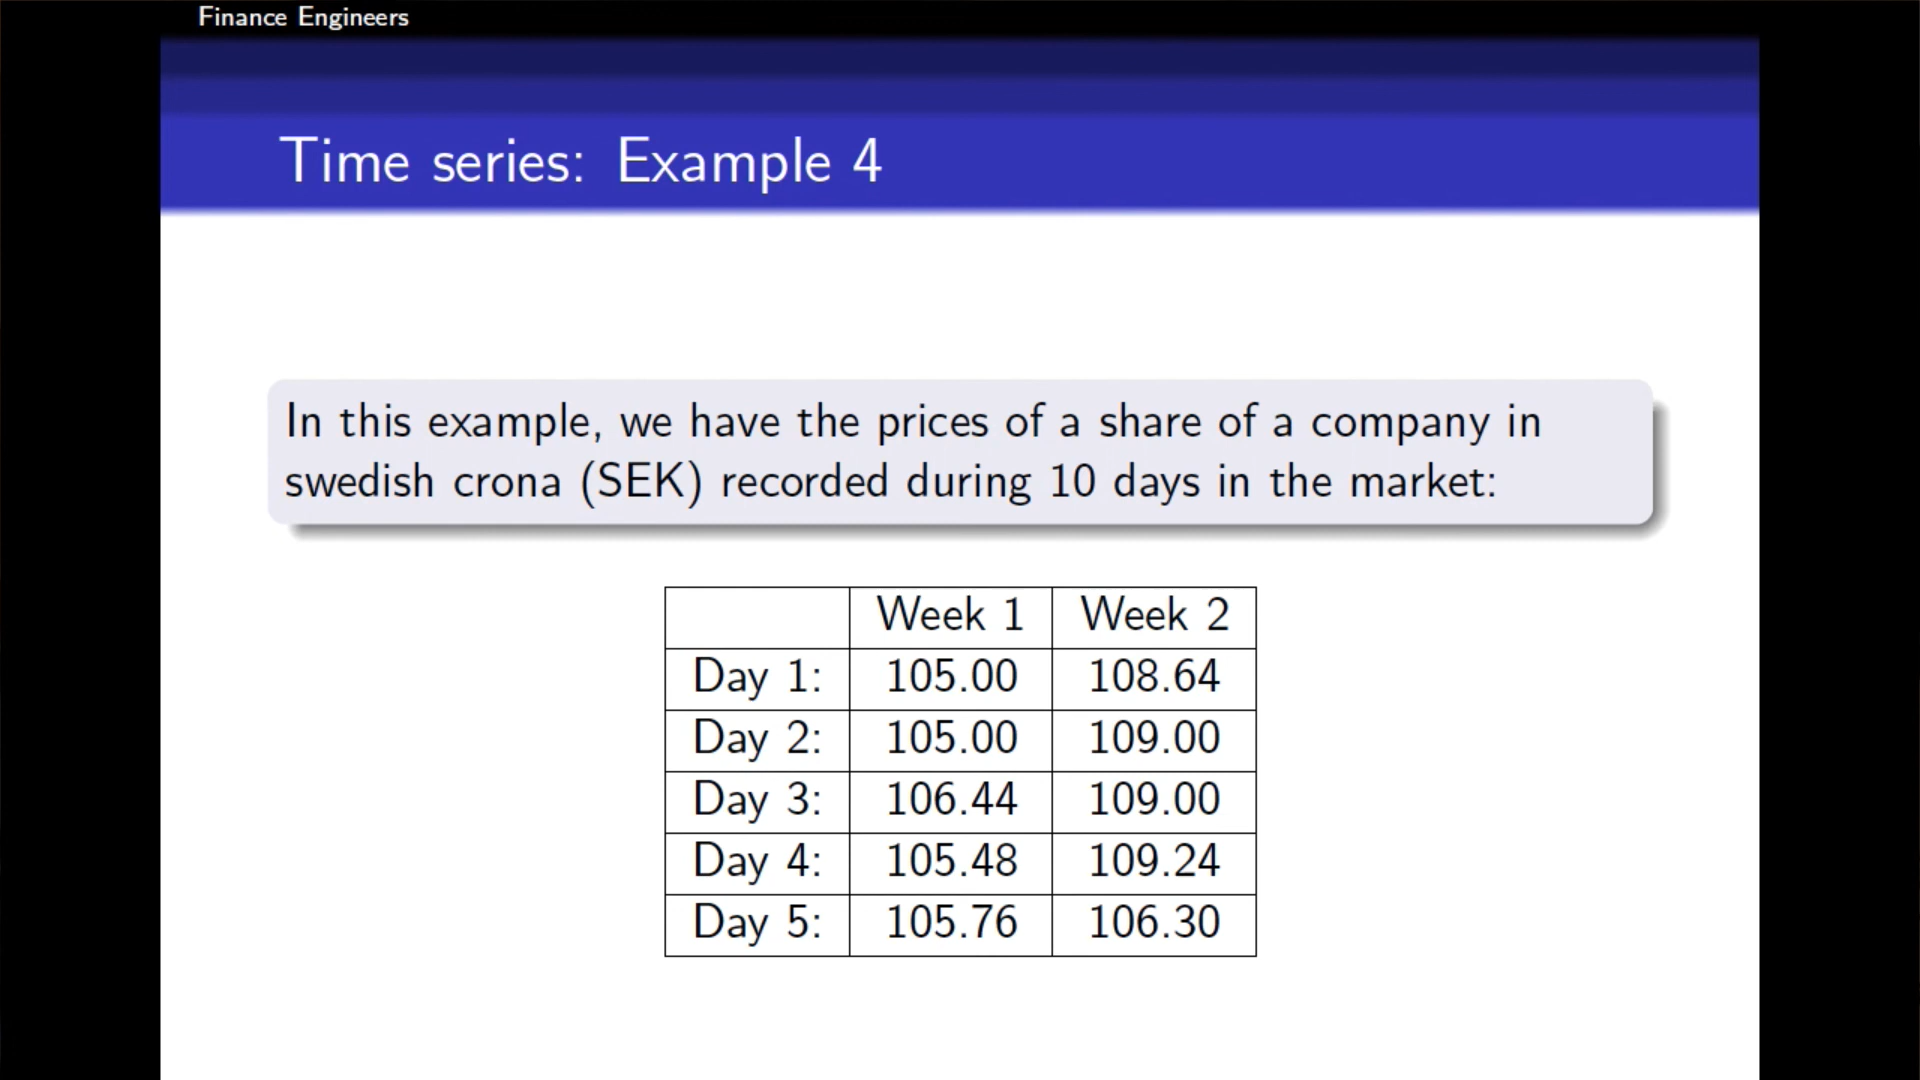 Finance Engineers
Time series: Example 4
In this example, we have the prices of a share of a company in
swedish crona (SEK) recorded during 10 days in the market:
Week 1 Week 2
Day 1: 105.00 108.64
Day 2: 105.00 109.00
Day 3: 106.44 109.00
Day 4: 105.48 109.24
Day 5: 105.76 106.30